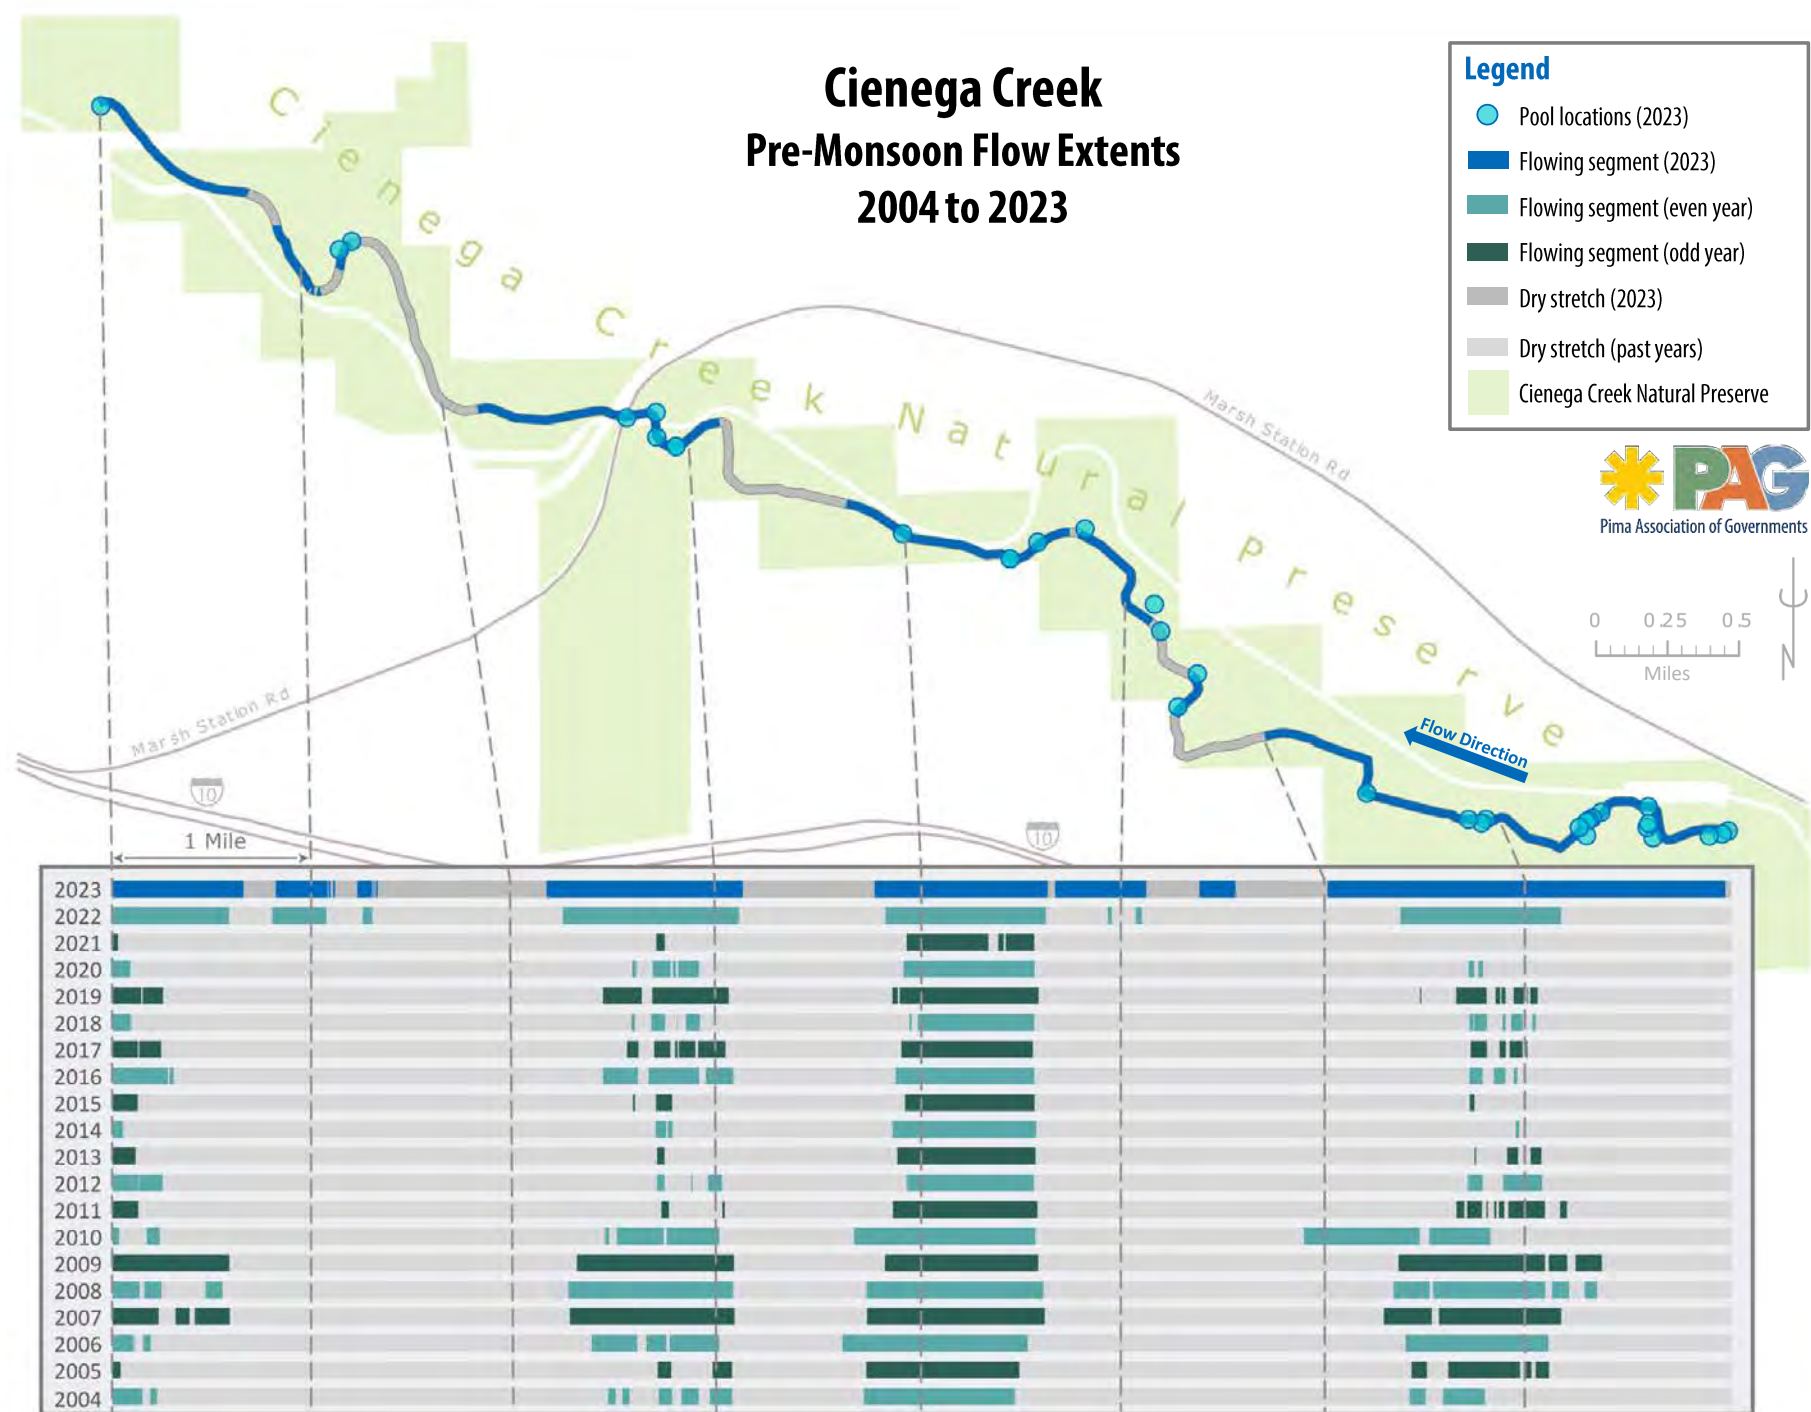 Cienega Creek
Pre-Monsoon Flow Extents
2004 to 2023
Legend
Pool locations (2023)
Flowing segment (2023)
Flowing segment (even year)
Flowing segment (odd year)
Dry stretch (2023)
Dry stretch (past years)
Cienega Creek Natural Preserve
PAG
Pima Association of Governments
Cienega Creek Natural Preserve
Marsh Station Rd
0 0.25 0.5
Miles
N
Flow Direction
Marsh Station Rd
10
10
1 Mile
2023
2022
2021
2020
2019
2018
2017
2016
2015
2014
2013
2012
2011
2010
2009
2008
2007
2006
2005
2004